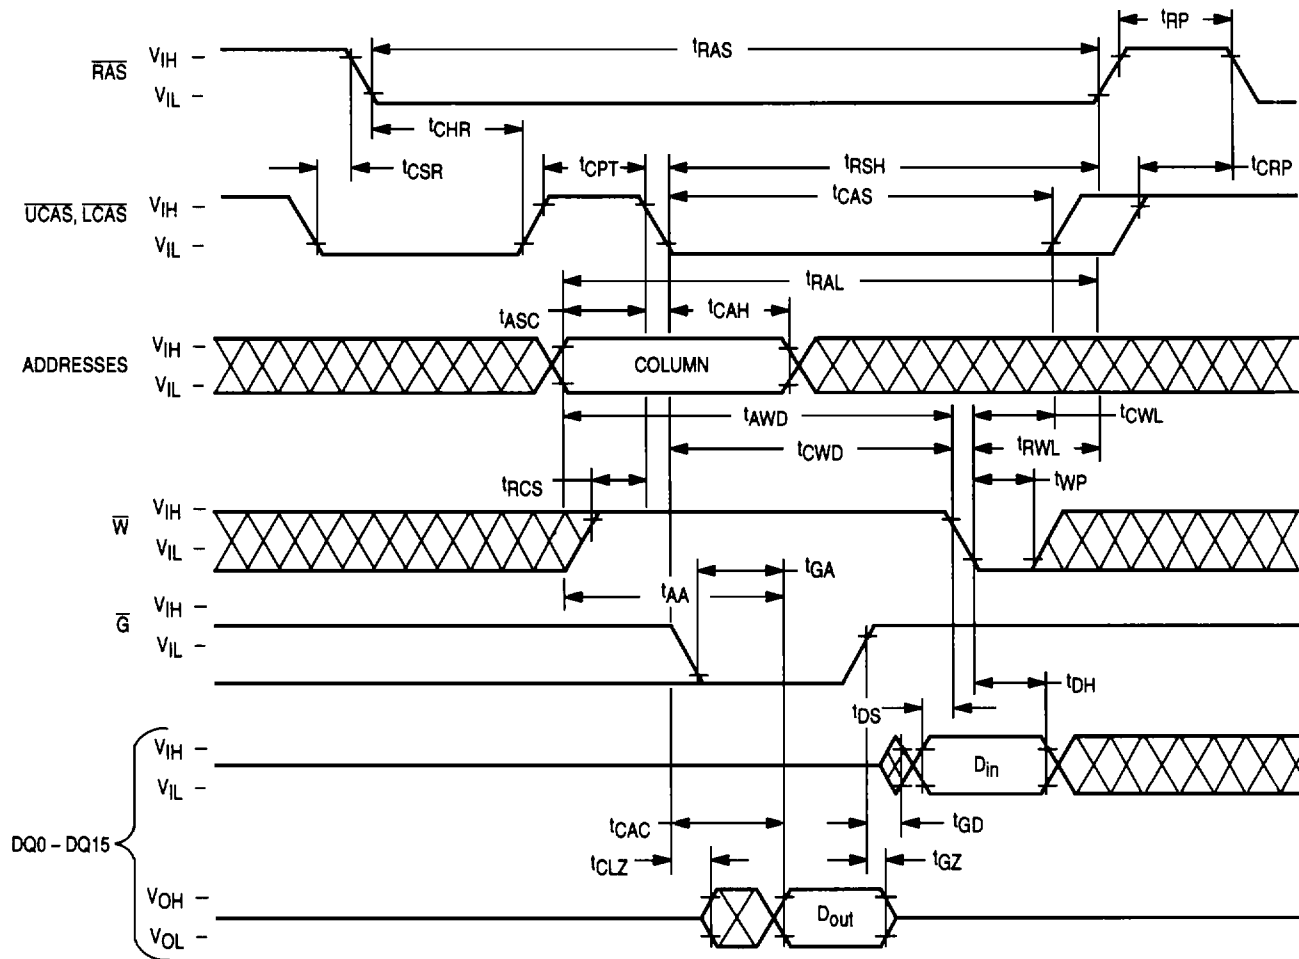 tRP
tRAS
RAS VIH
VIL
tCHR
tCSR
tCPT
tRSH
tCRP
tCAS
UCAS, LCAS VIH
VIL
tRAL
tASC
tCAH
ADDRESSES VIH
VIL
COLUMN
tAWD
tCWL
tCWD
tRWL
tRCS
tWP
W VIH
VIL
tGA
tAA
G VIH
VIL
tDH
tDS
VIH
VIL
Din
DQ0 – DQ15
tCAC
tGD
tCLZ
tGZ
VOH
VOL
Dout